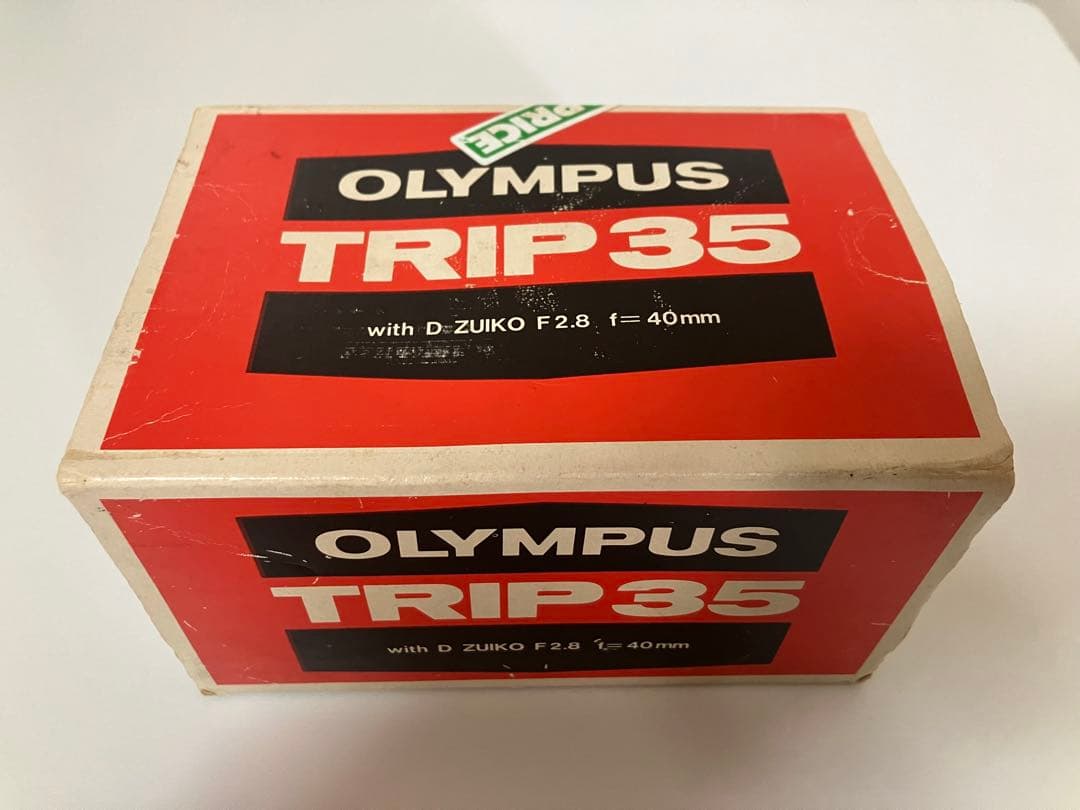 PRICE
OLYMPUS
TRIP 35
with D. ZUIKO F2.8 f=40mm
OLYMPUS
TRIP 35
with D ZUIKO F2.8 f=40mm